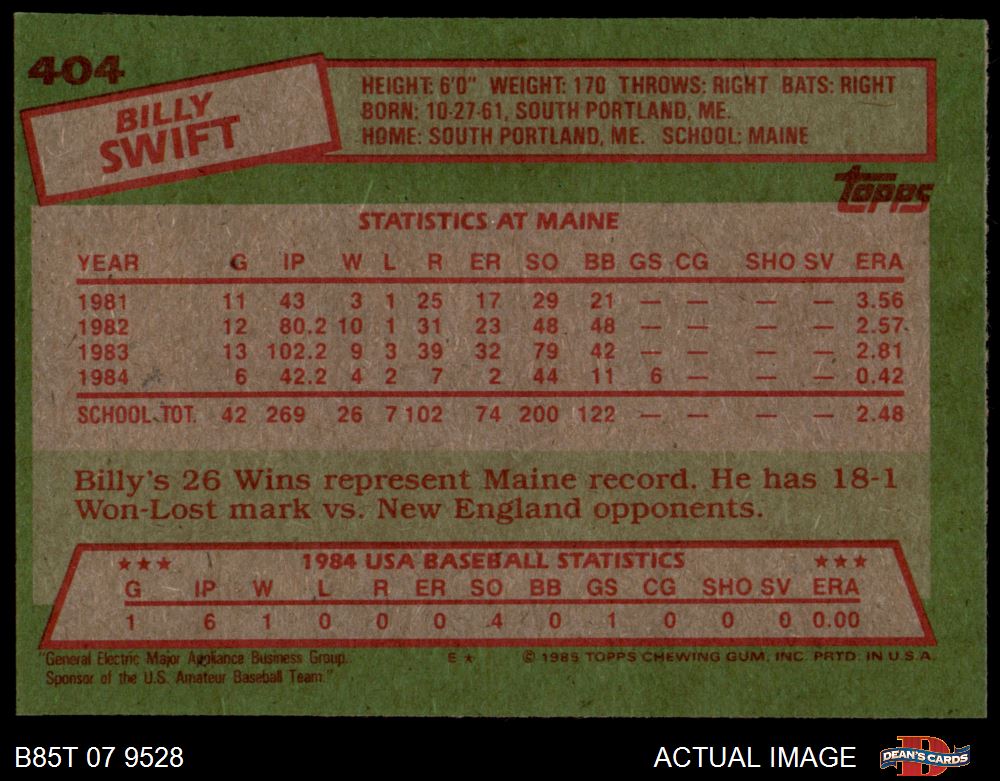 404
BILLY
SWIFT
HEIGHT: 6'0" WEIGHT: 170 THROWS: RIGHT BATS: RIGHT
BORN: 10-27-61, SOUTH PORTLAND, ME.
HOME: SOUTH PORTLAND, ME. SCHOOL: MAINE
topps
STATISTICS AT MAINE
YEAR G IP W L R ER SO BB GS CG SHO SV ERA
1981 11 43 3 1 25 17 29 21 — — — — 3.56
1982 12 80.2 10 1 31 23 48 48 — — — — 2.57
1983 13 102.2 9 3 39 32 79 42 — — — — 2.81
1984 6 42.2 4 2 7 2 44 11 6 — — — 0.42
SCHOOL TOT. 42 269 26 7 102 74 200 122 — — — — 2.48
Billy's 26 Wins represent Maine record. He has 18-1
Won-Lost mark vs. New England opponents.
★★★ 1984 USA BASEBALL STATISTICS ★★★
G IP W L R ER SO BB GS CG SHO SV ERA
1 6 1 0 0 0 4 0 1 0 0 0 0.00
"General Electric Major Appliance Business Group. E★ © 1985 TOPPS CHEWING GUM, INC. PRTD. IN U.S.A.
Sponsor of the U.S. Amateur Baseball Team."
B85T 07 9528 ACTUAL IMAGE DEAN'S CARDS